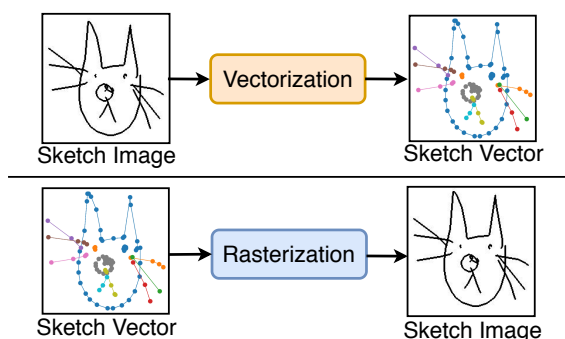 Vectorization
Sketch Image
Sketch Vector
Rasterization
Sketch Vector
Sketch Image